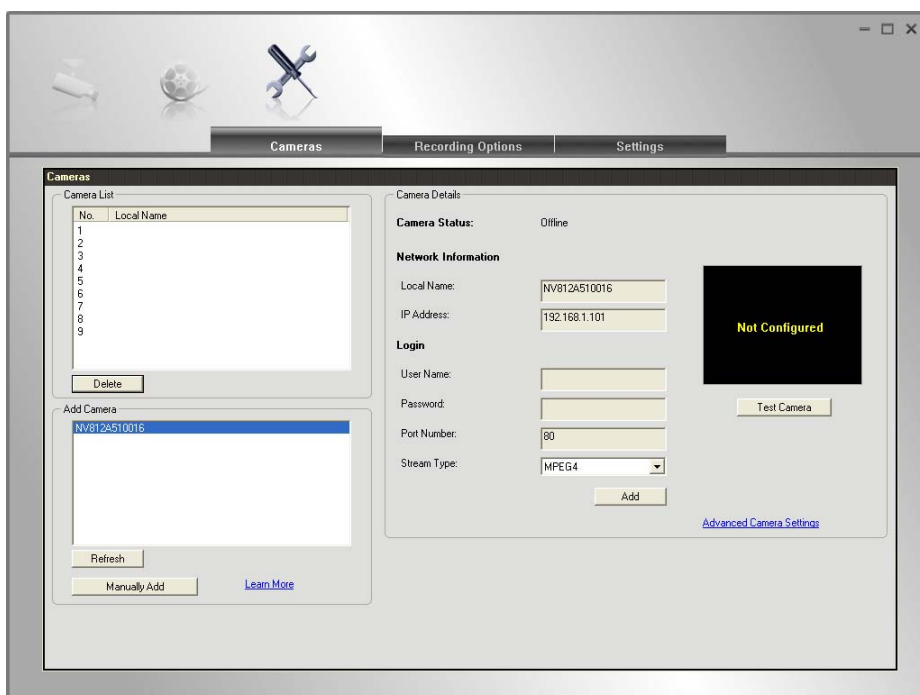 Cameras
Recording Options
Settings
Cameras
Camera List
No. Local Name
1
2
3
4
5
6
7
8
9
Delete
Add Camera
NV812A510016
Refresh
Manually Add
Learn More
Camera Details
Camera Status: Offline
Network Information
Local Name: NV812A510016
IP Address: 192.168.1.101
Login
User Name:
Password:
Port Number: 80
Stream Type: MPEG4
Add
Not Configured
Test Camera
Advanced Camera Settings